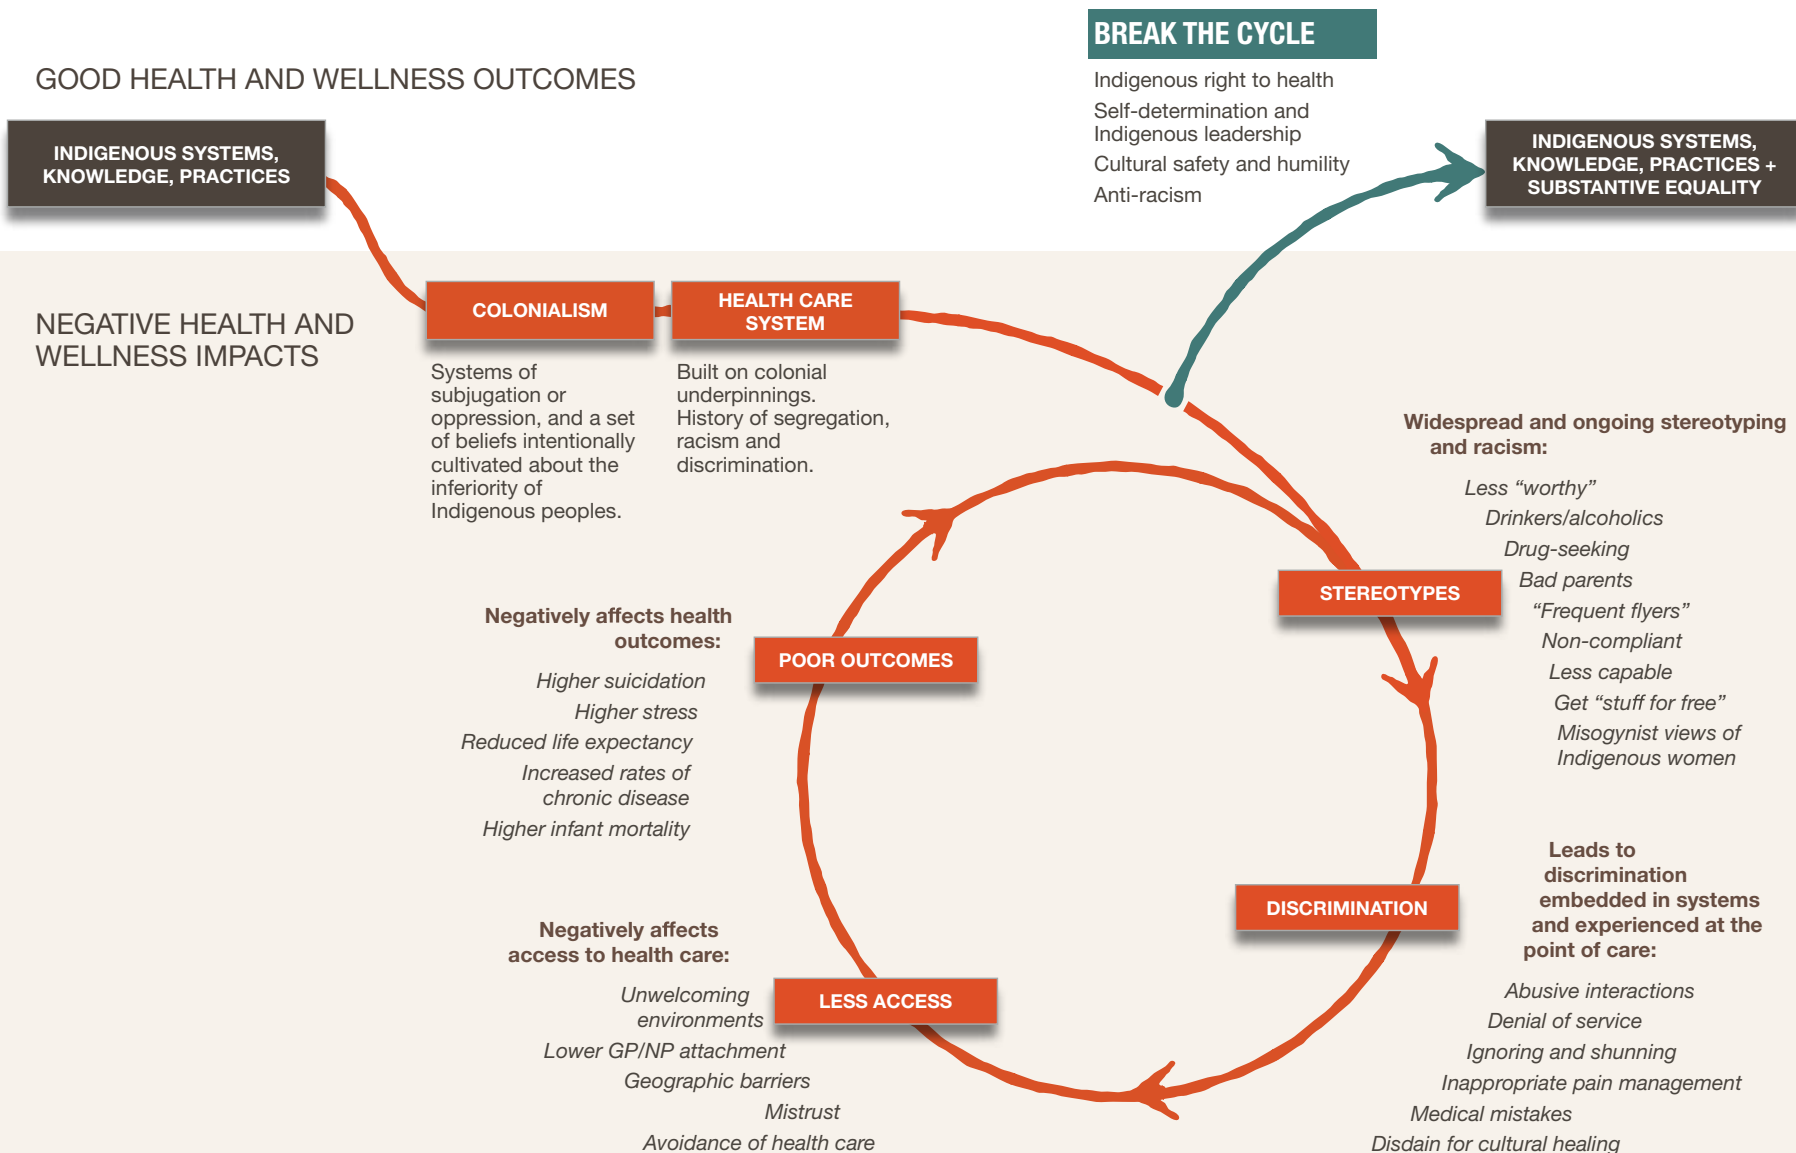 BREAK THE CYCLE
Indigenous right to health
Self-determination and
Indigenous leadership
Cultural safety and humility
Anti-racism
GOOD HEALTH AND WELLNESS OUTCOMES
INDIGENOUS SYSTEMS,
KNOWLEDGE, PRACTICES
INDIGENOUS SYSTEMS,
KNOWLEDGE, PRACTICES +
SUBSTANTIVE EQUALITY
NEGATIVE HEALTH AND
WELLNESS IMPACTS
COLONIALISM
Systems of
subjugation or
oppression, and a set
of beliefs intentionally
cultivated about the
inferiority of
Indigenous peoples.
HEALTH CARE
SYSTEM
Built on colonial
underpinnings.
History of segregation,
racism and
discrimination.
Widespread and ongoing stereotyping
and racism:
Less “worthy”
Drinkers/alcoholics
Drug-seeking
Bad parents
“Frequent flyers”
Non-compliant
Less capable
Get “stuff for free”
Misogynist views of
Indigenous women
STEREOTYPES
Leads to
discrimination
embedded in systems
and experienced at the
point of care:
Abusive interactions
Denial of service
Ignoring and shunning
Inappropriate pain management
Medical mistakes
Disdain for cultural healing
DISCRIMINATION
Negatively affects
access to health care:
Unwelcoming
environments
Lower GP/NP attachment
Geographic barriers
Mistrust
Avoidance of health care
LESS ACCESS
Negatively affects health
outcomes:
Higher suicidation
Higher stress
Reduced life expectancy
Increased rates of
chronic disease
Higher infant mortality
POOR OUTCOMES